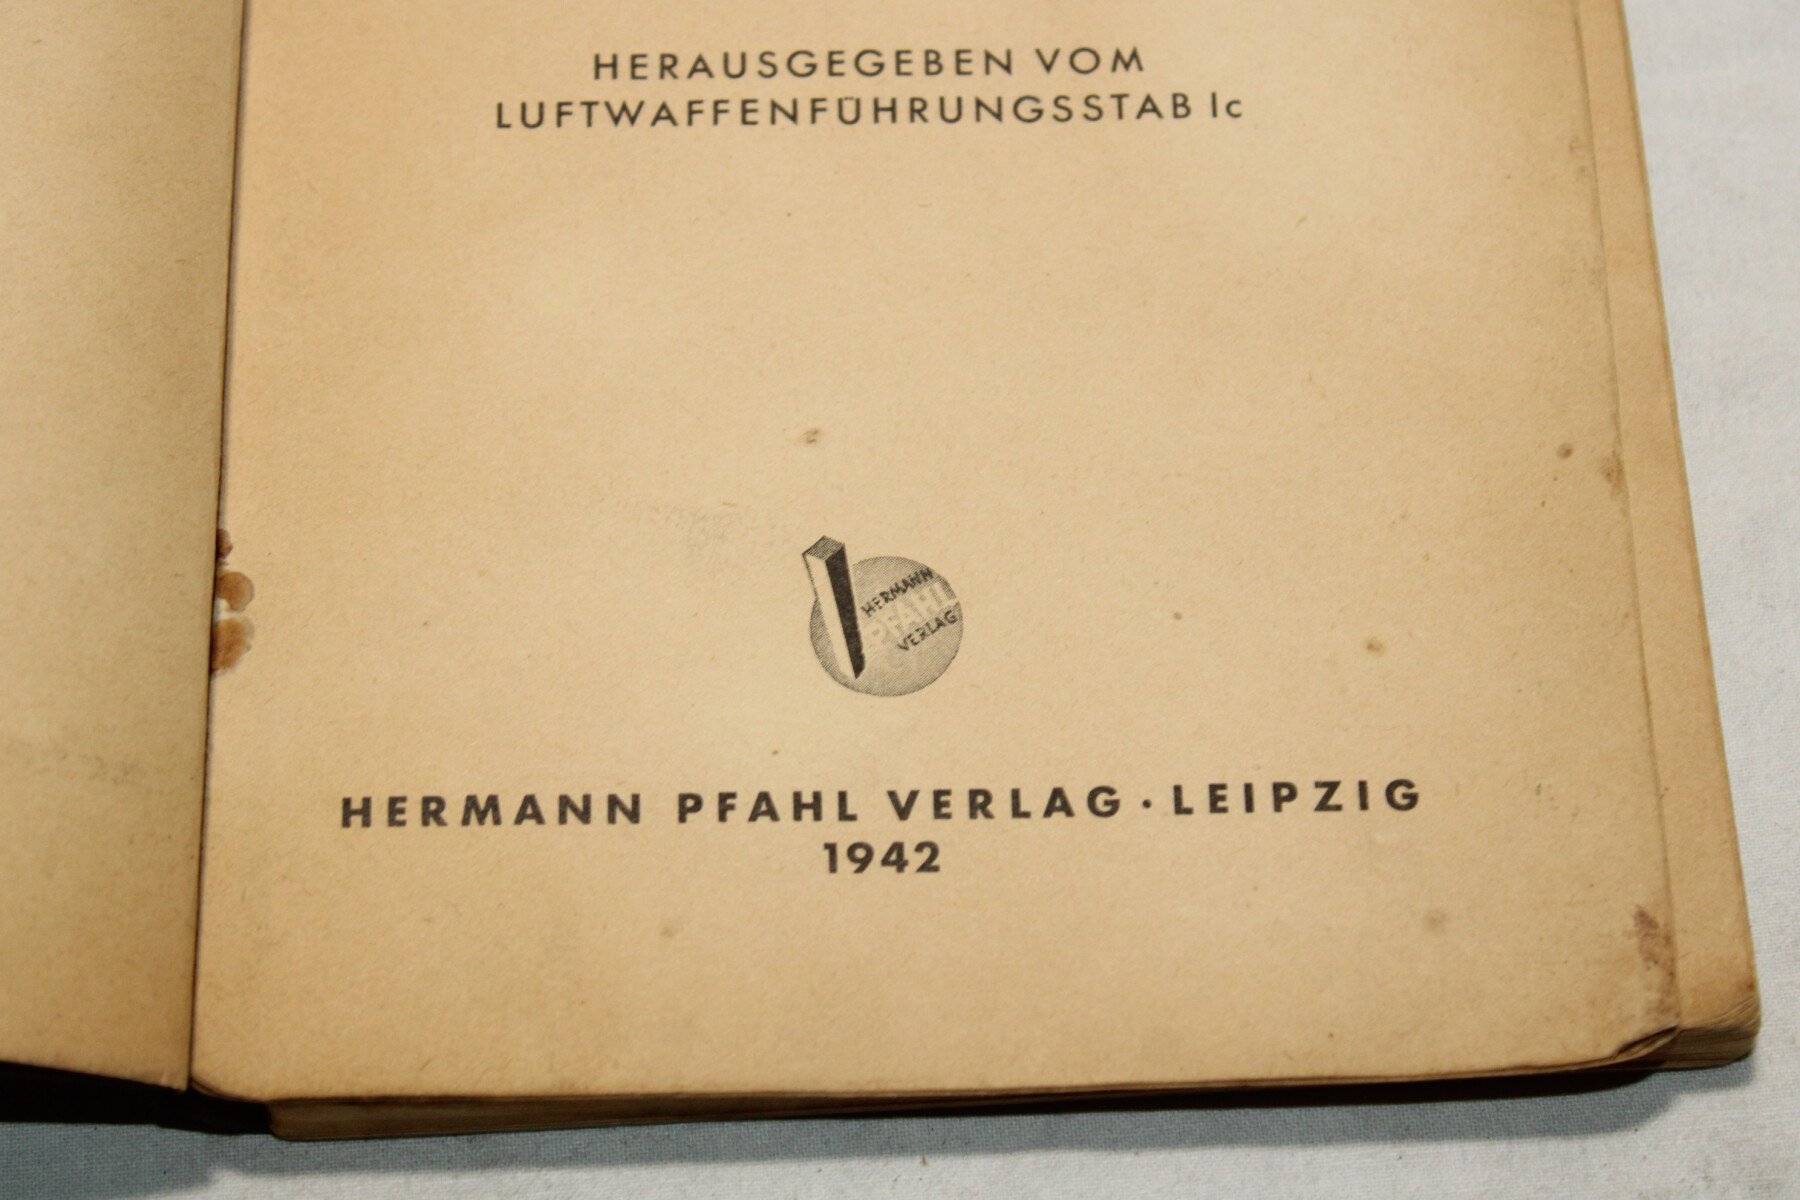 HERAUSGEGEBEN VOM
LUFTWAFFENFÜHRUNGSSTAB Ic
HERMANN
PFAHL
VERLAG
HERMANN PFAHL VERLAG · LEIPZIG
1942